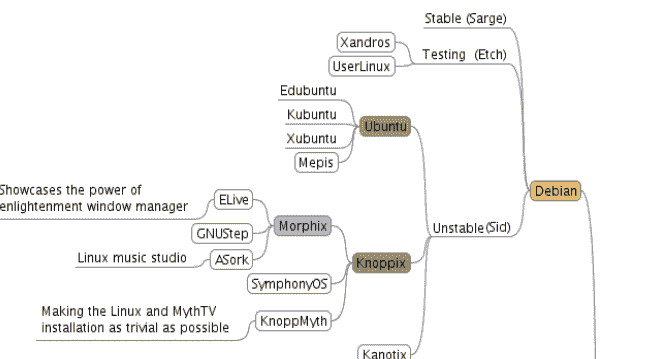 Stable (Sarge)
Xandros
Testing (Etch)
UserLinux
Edubuntu
Kubuntu
Ubuntu
Xubuntu
Mepis
Debian
Showcases the power of
enlightenment window manager
ELive
Morphix
Unstable(Sid)
GNUStep
Linux music studio
ASork
Knoppix
SymphonyOS
Making the Linux and MythTV
installation as trivial as possible
KnoppMyth
Kanotix